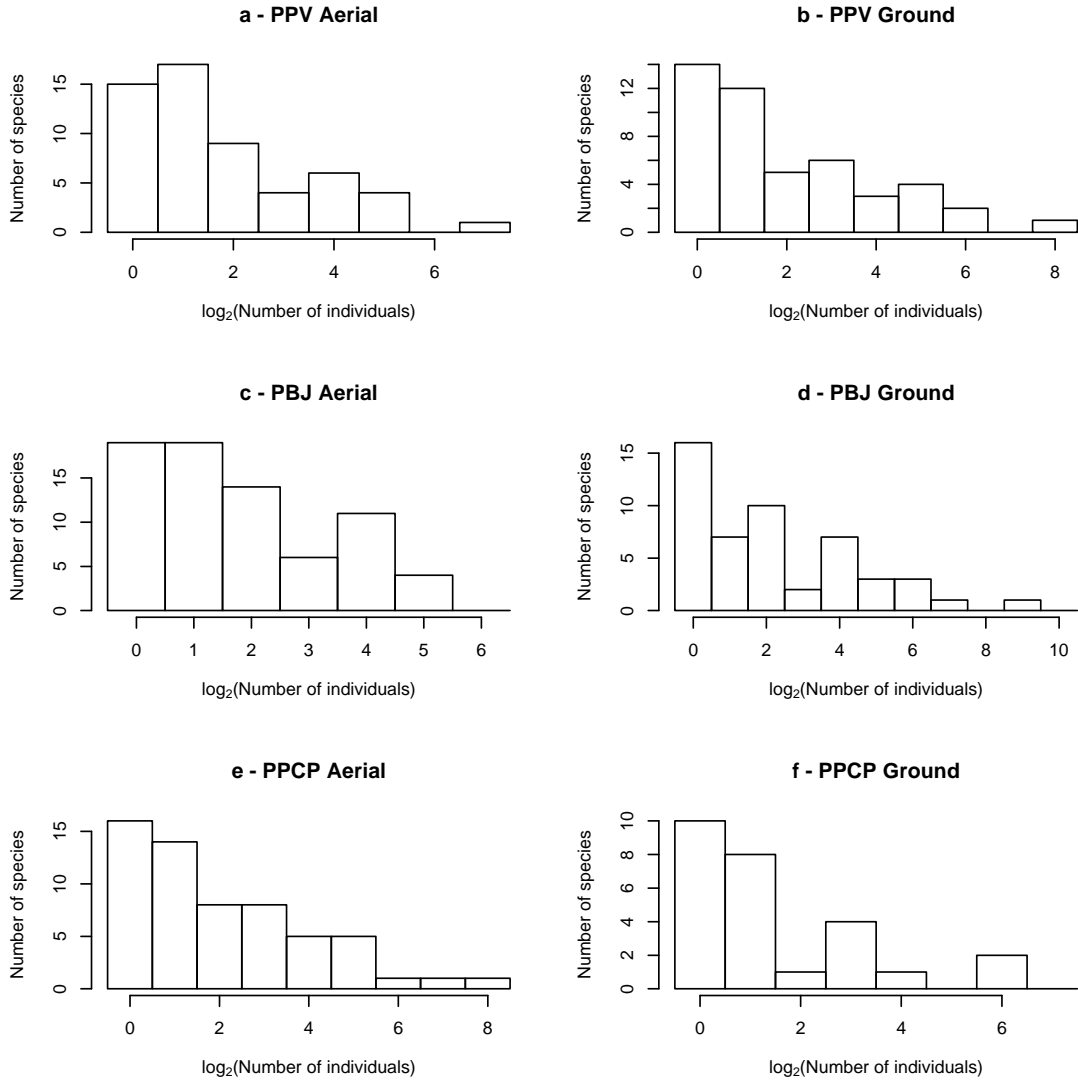 a - PPV Aerial
Number of species
0 5 10 15
0 2 4 6
log₂(Number of individuals)
b - PPV Ground
Number of species
0 4 8 12
0 2 4 6 8
log₂(Number of individuals)
c - PBJ Aerial
Number of species
0 5 10 15
0 1 2 3 4 5 6
log₂(Number of individuals)
d - PBJ Ground
Number of species
0 5 10 15
0 2 4 6 8 10
log₂(Number of individuals)
e - PPCP Aerial
Number of species
0 5 10 15
0 2 4 6 8
log₂(Number of individuals)
f - PPCP Ground
Number of species
0 2 4 6 8 10
0 2 4 6
log₂(Number of individuals)